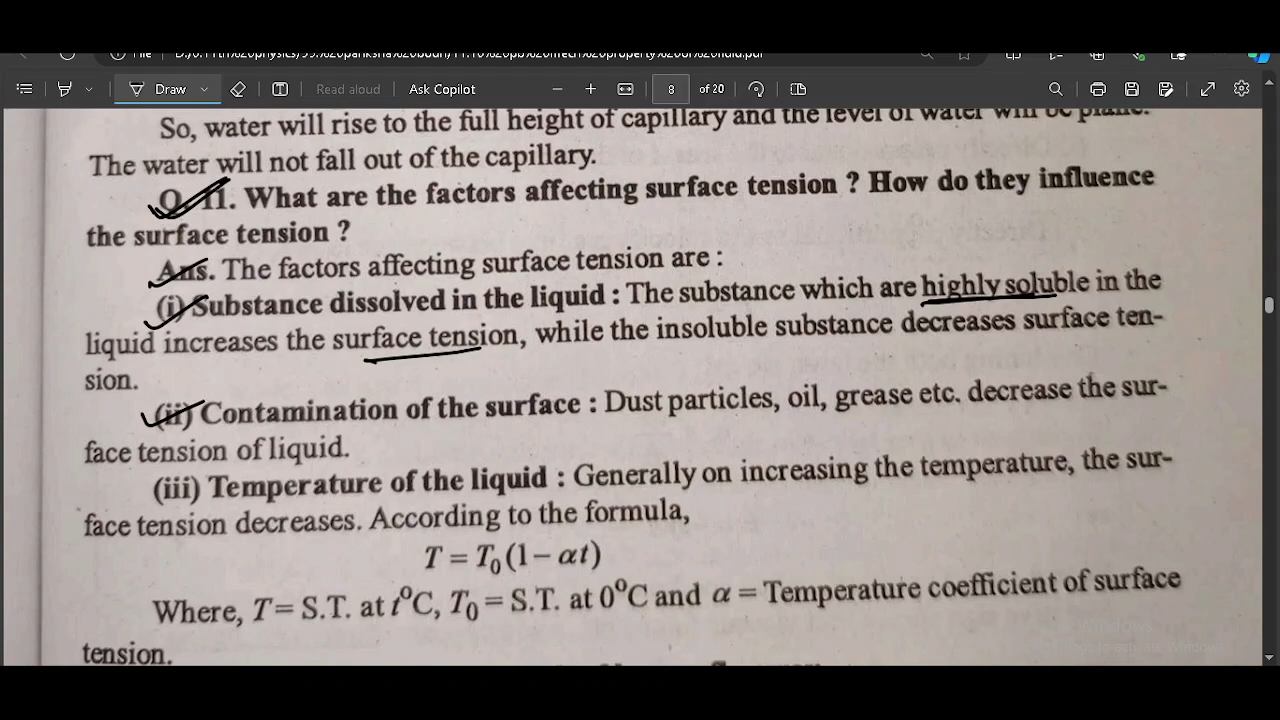 Draw
Read aloud
Ask Copilot
8
of 20
So, water will rise to the full height of capillary and the level of water will be plane.
The water will not fall out of the capillary.
Q. 11. What are the factors affecting surface tension ? How do they influence
the surface tension ?
Ans. The factors affecting surface tension are :
(i) Substance dissolved in the liquid : The substance which are highly soluble in the
liquid increases the surface tension, while the insoluble substance decreases surface ten-
sion.
(ii) Contamination of the surface : Dust particles, oil, grease etc. decrease the sur-
face tension of liquid.
(iii) Temperature of the liquid : Generally on increasing the temperature, the sur-
face tension decreases. According to the formula,
T = T₀ (1 − αt)
Where, T = S.T. at t°C, T₀ = S.T. at 0°C and α = Temperature coefficient of surface
tension.